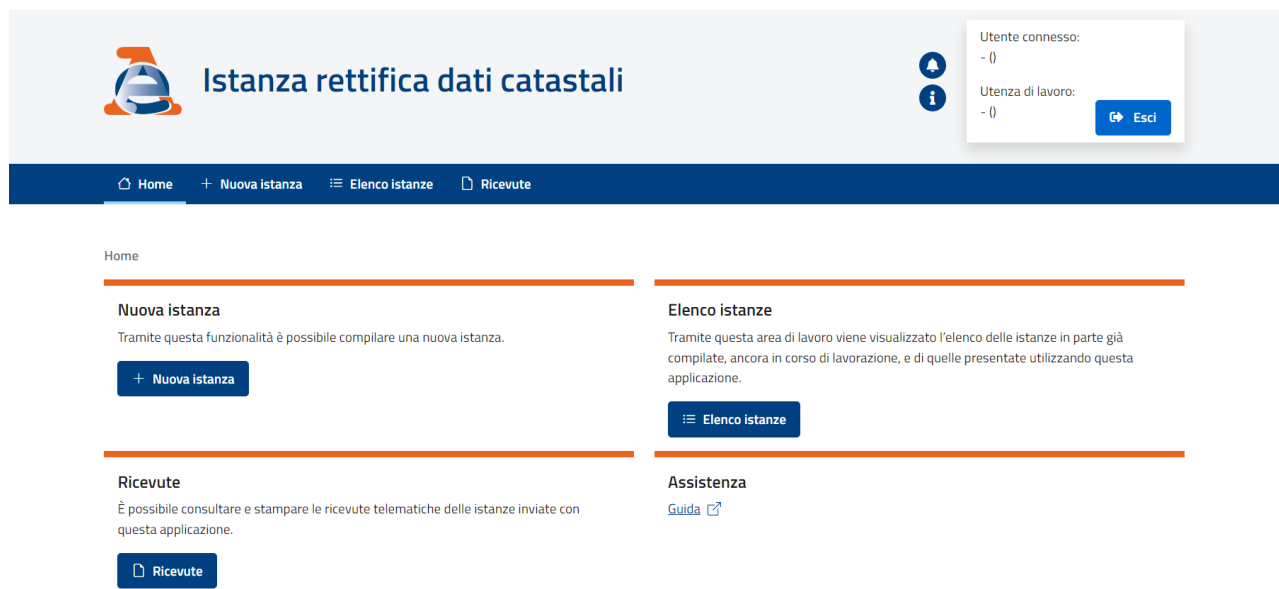 Istanza rettifica dati catastali
Utente connesso:
- ()
Utenza di lavoro:
- ()
Esci
Home
Nuova istanza
Elenco istanze
Ricevute
Home
Nuova istanza
Tramite questa funzionalità è possibile compilare una nuova istanza.
Nuova istanza
Elenco istanze
Tramite questa area di lavoro viene visualizzato l’elenco delle istanze in parte già
compilate, ancora in corso di lavorazione, e di quelle presentate utilizzando questa
applicazione.
Elenco istanze
Ricevute
È possibile consultare e stampare le ricevute telematiche delle istanze inviate con
questa applicazione.
Ricevute
Assistenza
Guida